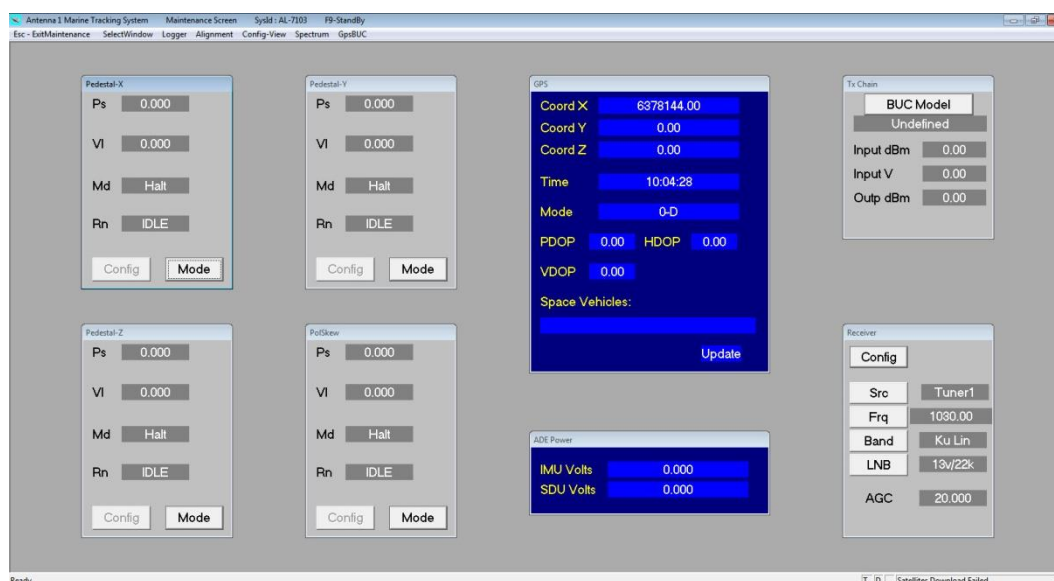 Antenna 1 Marine Tracking System Maintenance Screen SysId : AL-7103 F9-StandBy
Esc - ExitMaintenance SelectWindow Logger Alignment Config-View Spectrum GpsBUC
Pedestal-X
Ps 0.000
Vl 0.000
Md Halt
Rn IDLE
Config Mode
Pedestal-Y
Ps 0.000
Vl 0.000
Md Halt
Rn IDLE
Config Mode
GPS
Coord X 6378144.00
Coord Y 0.00
Coord Z 0.00
Time 10:04:28
Mode 0-D
PDOP 0.00 HDOP 0.00
VDOP 0.00
Space Vehicles:
Update
Tx Chain
BUC Model
Undefined
Input dBm 0.00
Input V 0.00
Outp dBm 0.00
Pedestal-Z
Ps 0.000
Vl 0.000
Md Halt
Rn IDLE
Config Mode
PolSkew
Ps 0.000
Vl 0.000
Md Halt
Rn IDLE
Config Mode
ADE Power
IMU Volts 0.000
SDU Volts 0.000
Receiver
Config
Src Tuner1
Frq 1030.00
Band Ku Lin
LNB 13v/22k
AGC 20.000
Ready T D Satellites Download Failed